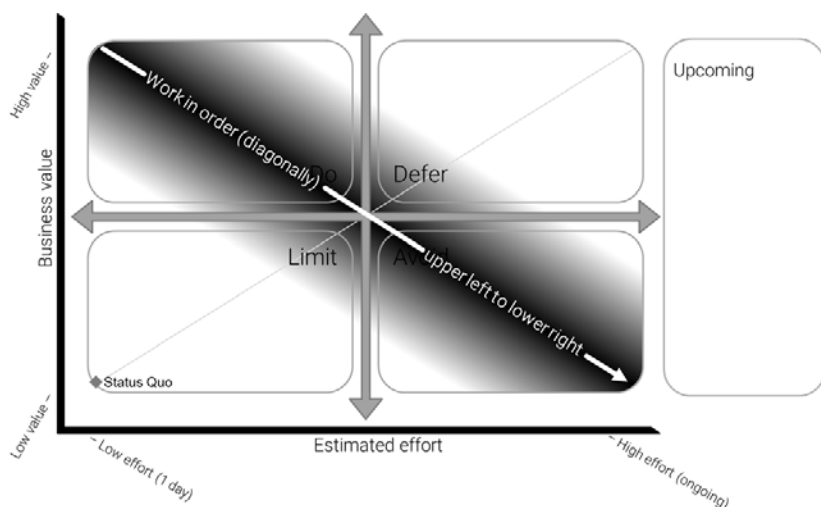 High value –
Business value
Low value –
Work in order (diagonally)
Do
Defer
Upcoming
Limit
Avoid
upper left to lower right
Status Quo
– Low effort (1 day)
Estimated effort
– High effort (ongoing)